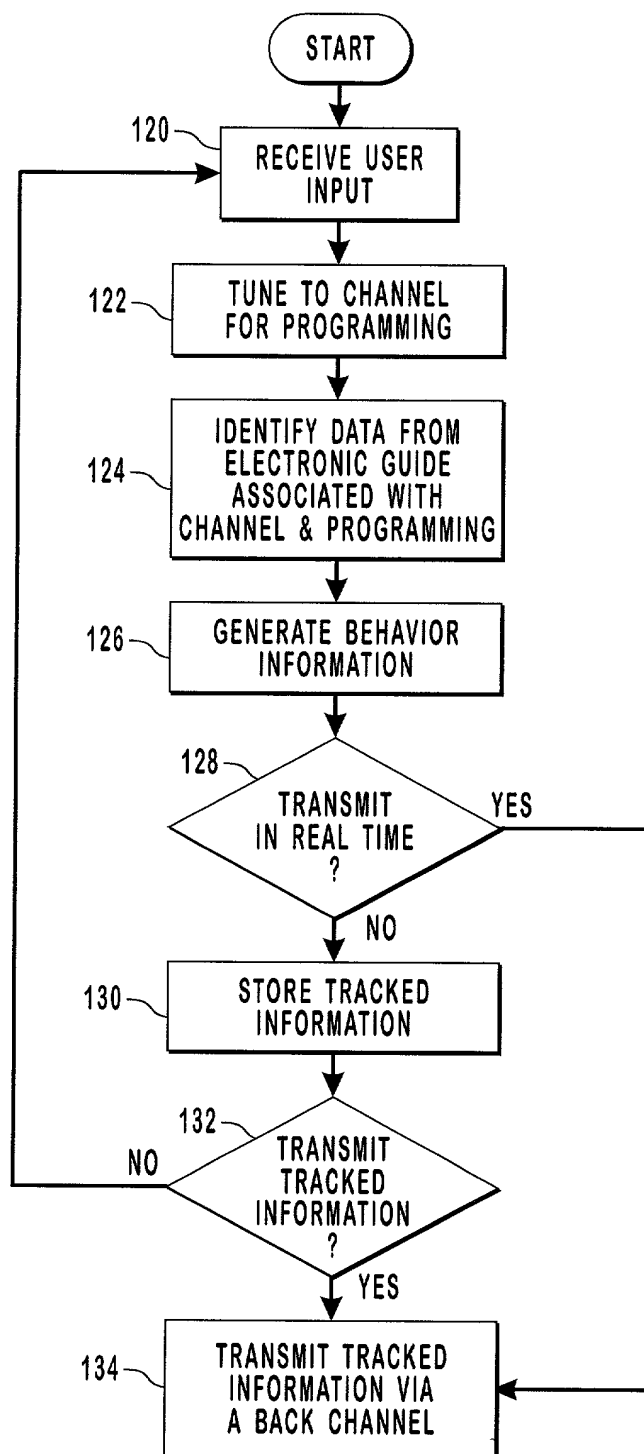 START
120
RECEIVE USER
INPUT
122
TUNE TO CHANNEL
FOR PROGRAMMING
124
IDENTIFY DATA FROM
ELECTRONIC GUIDE
ASSOCIATED WITH
CHANNEL & PROGRAMMING
126
GENERATE BEHAVIOR
INFORMATION
128
TRANSMIT
IN REAL TIME
?
YES
NO
130
STORE TRACKED
INFORMATION
132
TRANSMIT
TRACKED
INFORMATION
?
NO
YES
134
TRANSMIT TRACKED
INFORMATION VIA
A BACK CHANNEL